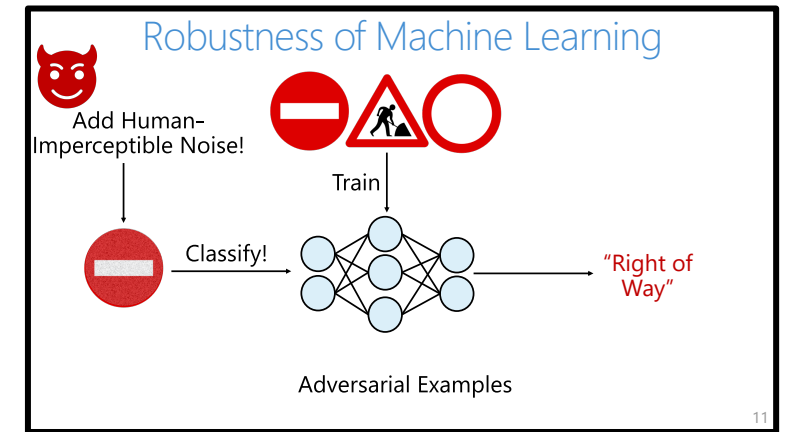 Robustness of Machine Learning
Add Human-
Imperceptible Noise!
Train
Classify!
“Right of
Way”
Adversarial Examples
11